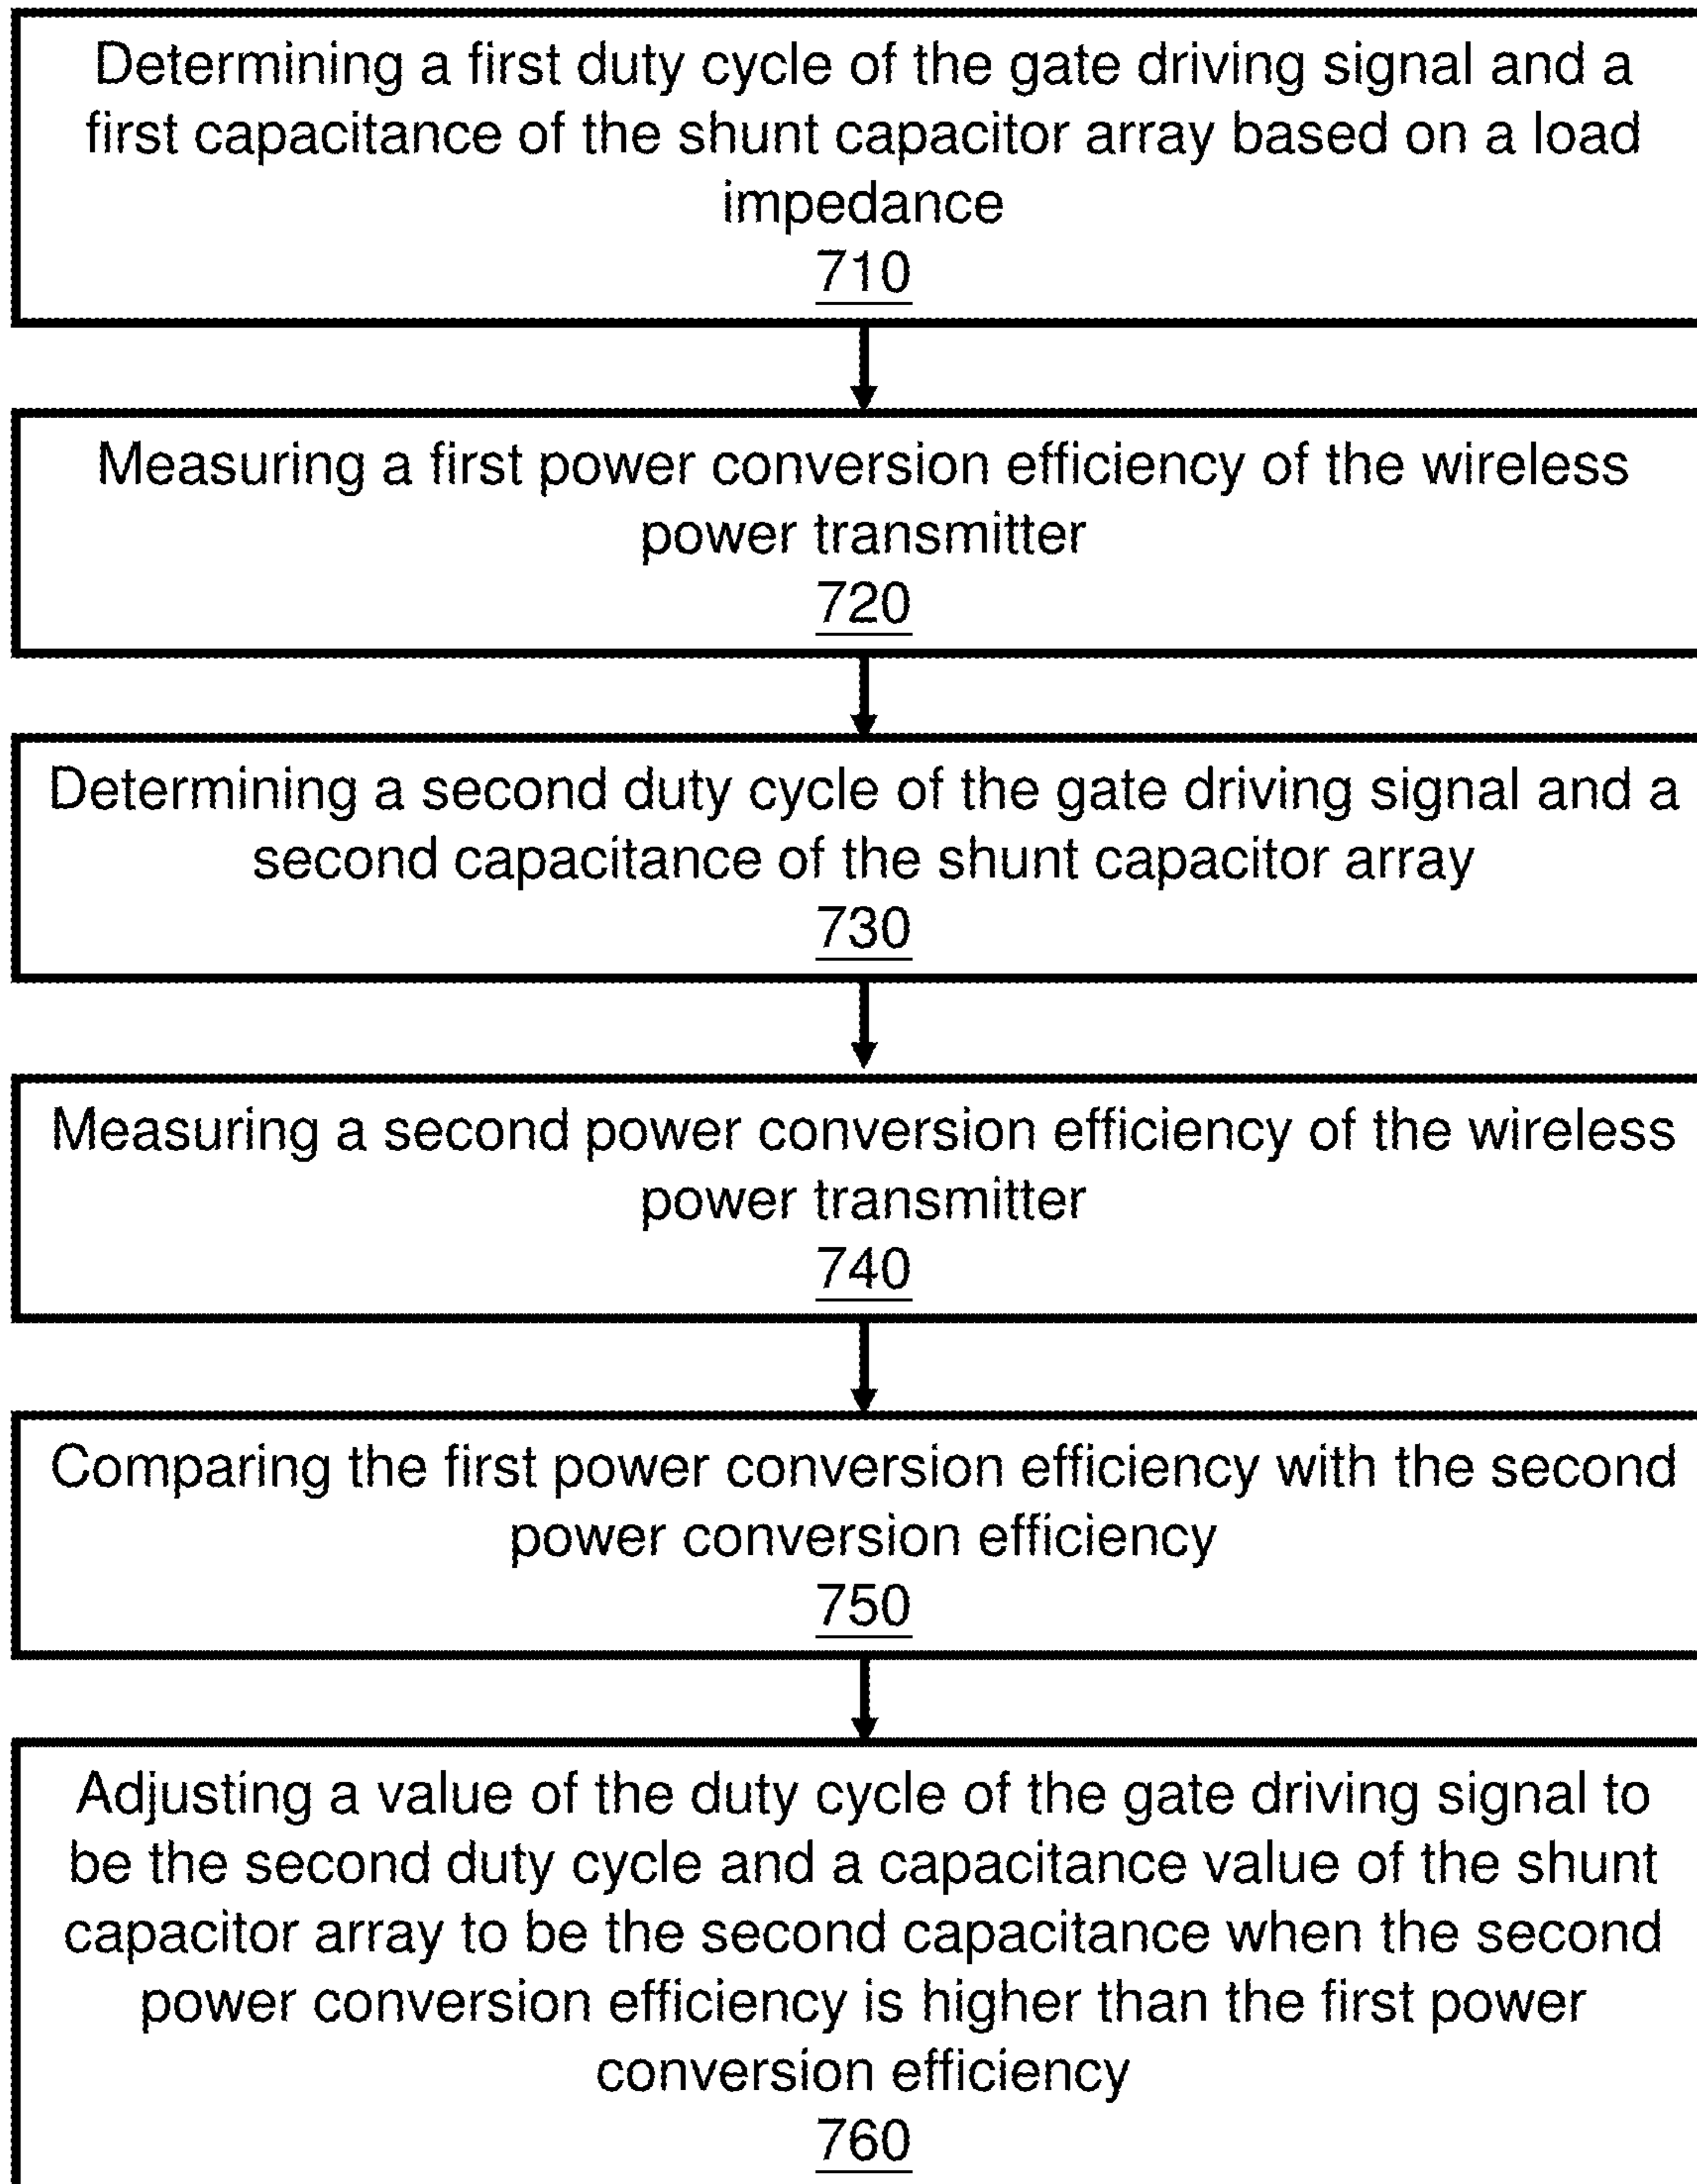 Determining a first duty cycle of the gate driving signal and a
first capacitance of the shunt capacitor array based on a load
impedance
710
Measuring a first power conversion efficiency of the wireless
power transmitter
720
Determining a second duty cycle of the gate driving signal and a
second capacitance of the shunt capacitor array
730
Measuring a second power conversion efficiency of the wireless
power transmitter
740
Comparing the first power conversion efficiency with the second
power conversion efficiency
750
Adjusting a value of the duty cycle of the gate driving signal to
be the second duty cycle and a capacitance value of the shunt
capacitor array to be the second capacitance when the second
power conversion efficiency is higher than the first power
conversion efficiency
760